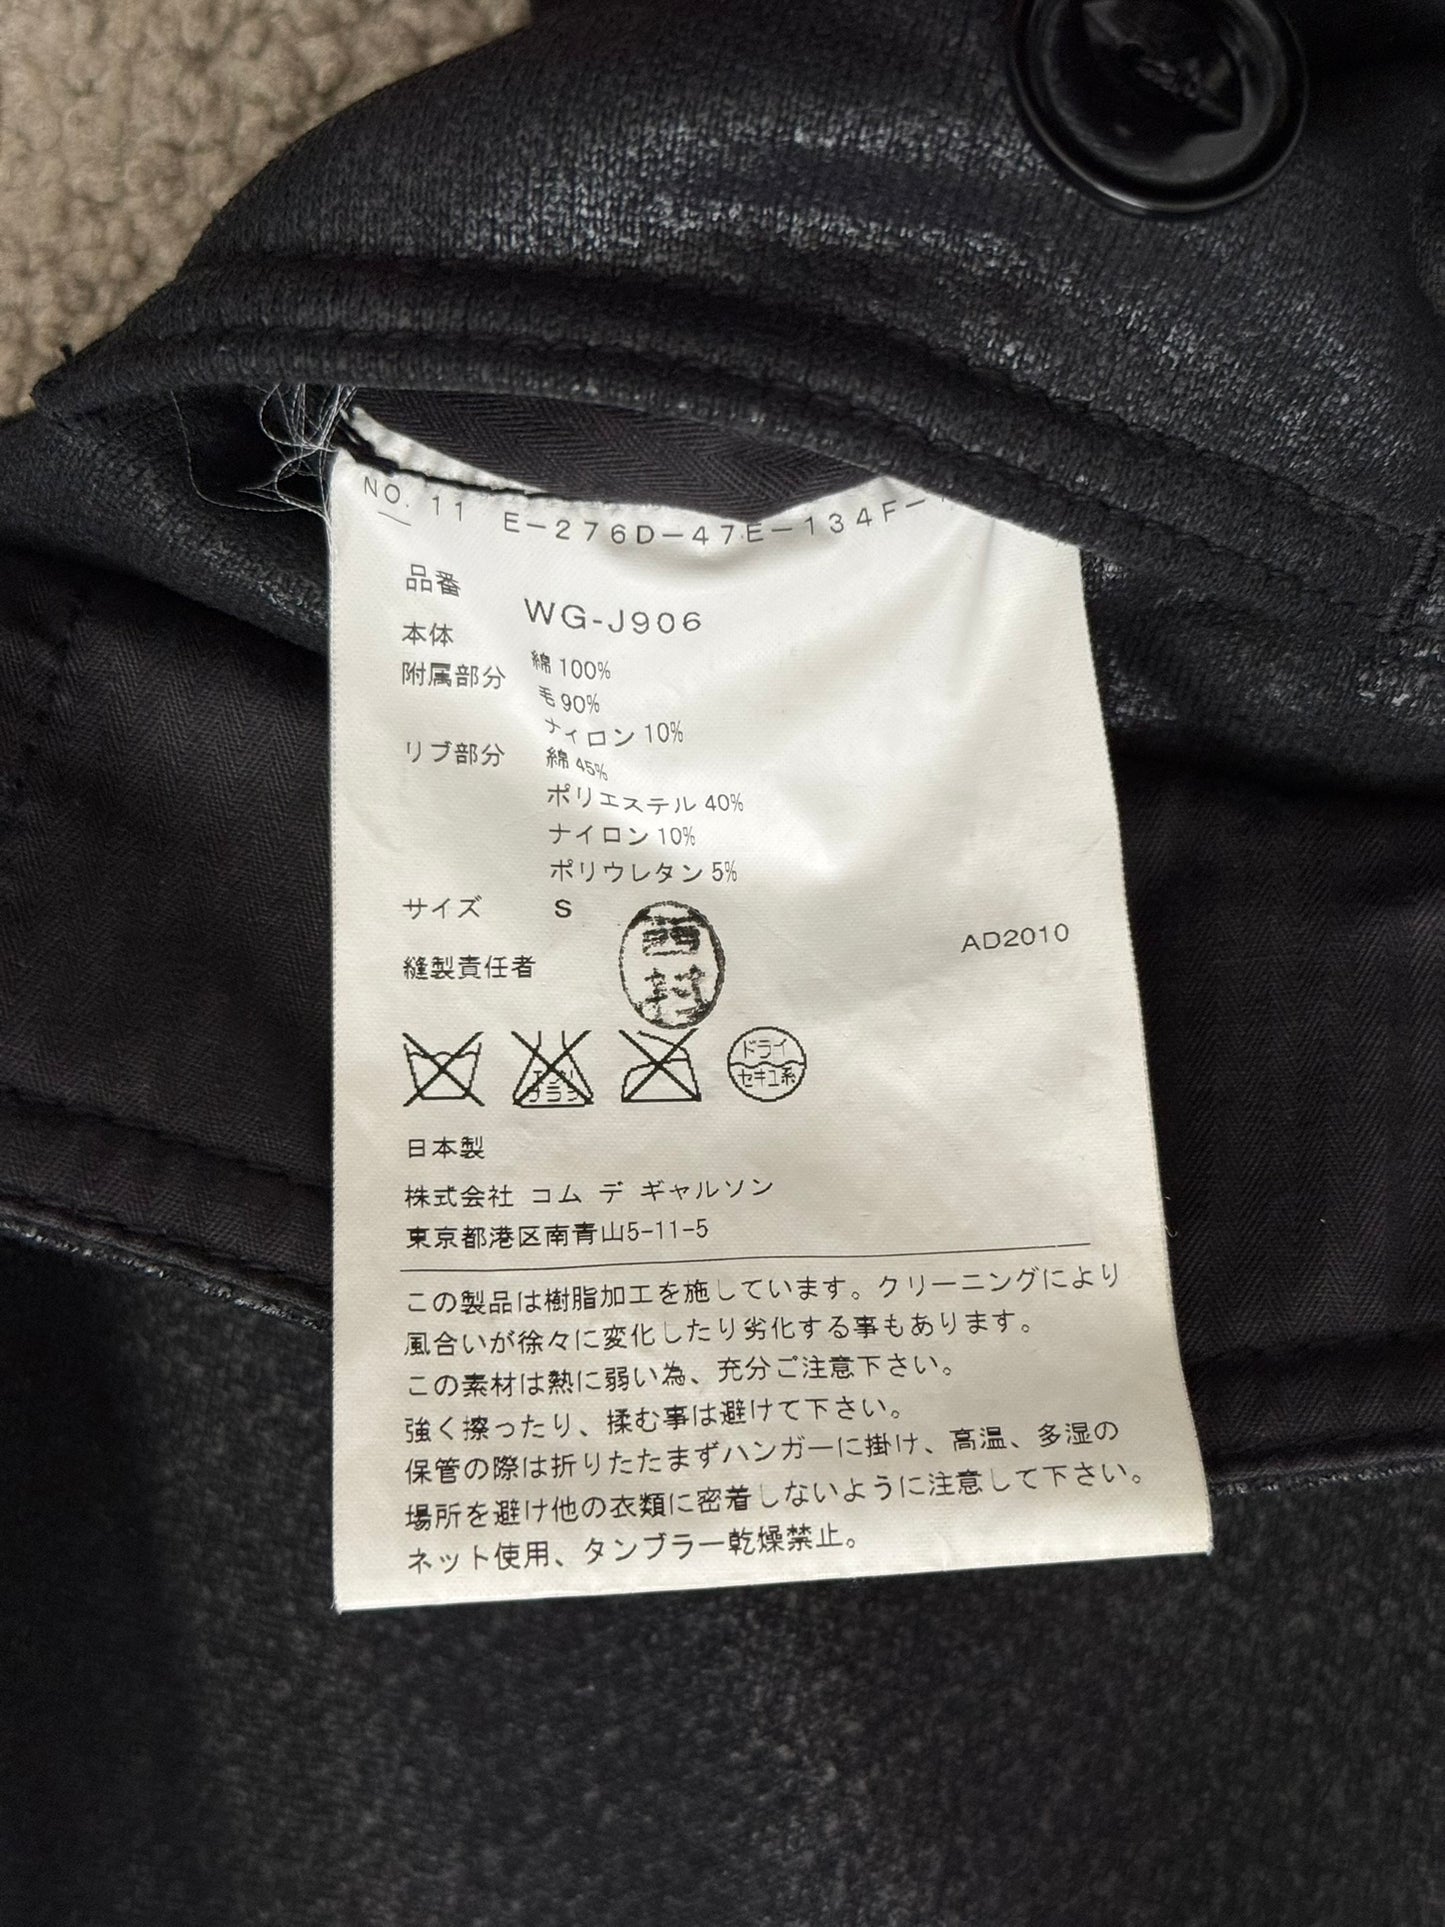 NO. 11 E-276D-47E-134F-
品番 WG-J906
本体 綿 100%
附属部分 毛 90%
ナイロン 10%
リブ部分 綿 45%
ポリエステル 40%
ナイロン 10%
ポリウレタン 5%
サイズ S
AD2010
縫製責任者 西村
エンソ ドライ
サラシ セキユ系
日本製
株式会社 コム デ ギャルソン
東京都港区南青山5-11-5
この製品は樹脂加工を施しています。クリーニングにより
風合いが徐々に変化したり劣化する事もあります。
この素材は熱に弱い為、充分ご注意下さい。
強く擦ったり、揉む事は避けて下さい。
保管の際は折りたたまずハンガーに掛け、高温、多湿の
場所を避け他の衣類に密着しないように注意して下さい。
ネット使用、タンブラー乾燥禁止。